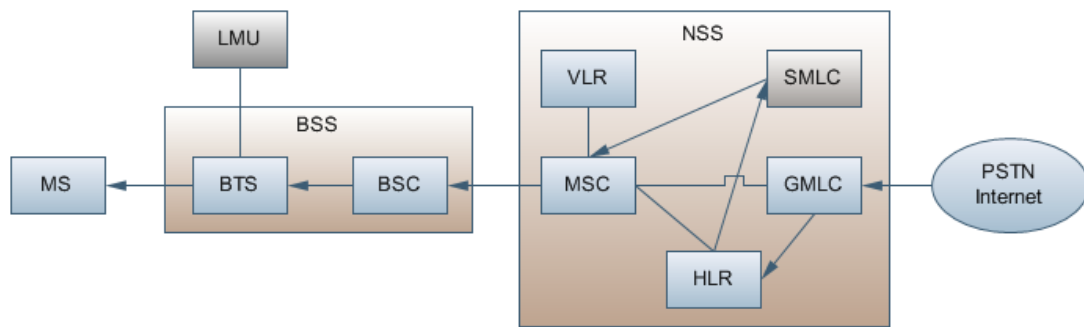 LMU
NSS
VLR
SMLC
BSS
MS
BTS
BSC
MSC
GMLC
PSTN
Internet
HLR